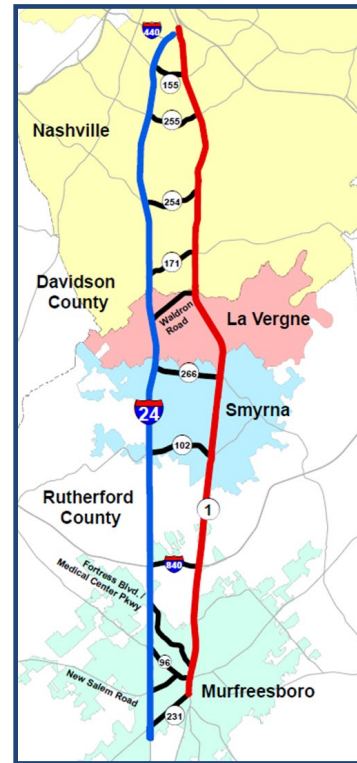 440
155
255
Nashville
254
171
Davidson
County
Waldron
Road
La Vergne
266
24
Smyrna
102
Rutherford
County
1
840
Fortress Blvd. /
Medical Center Pkwy
96
New Salem Road
Murfreesboro
231